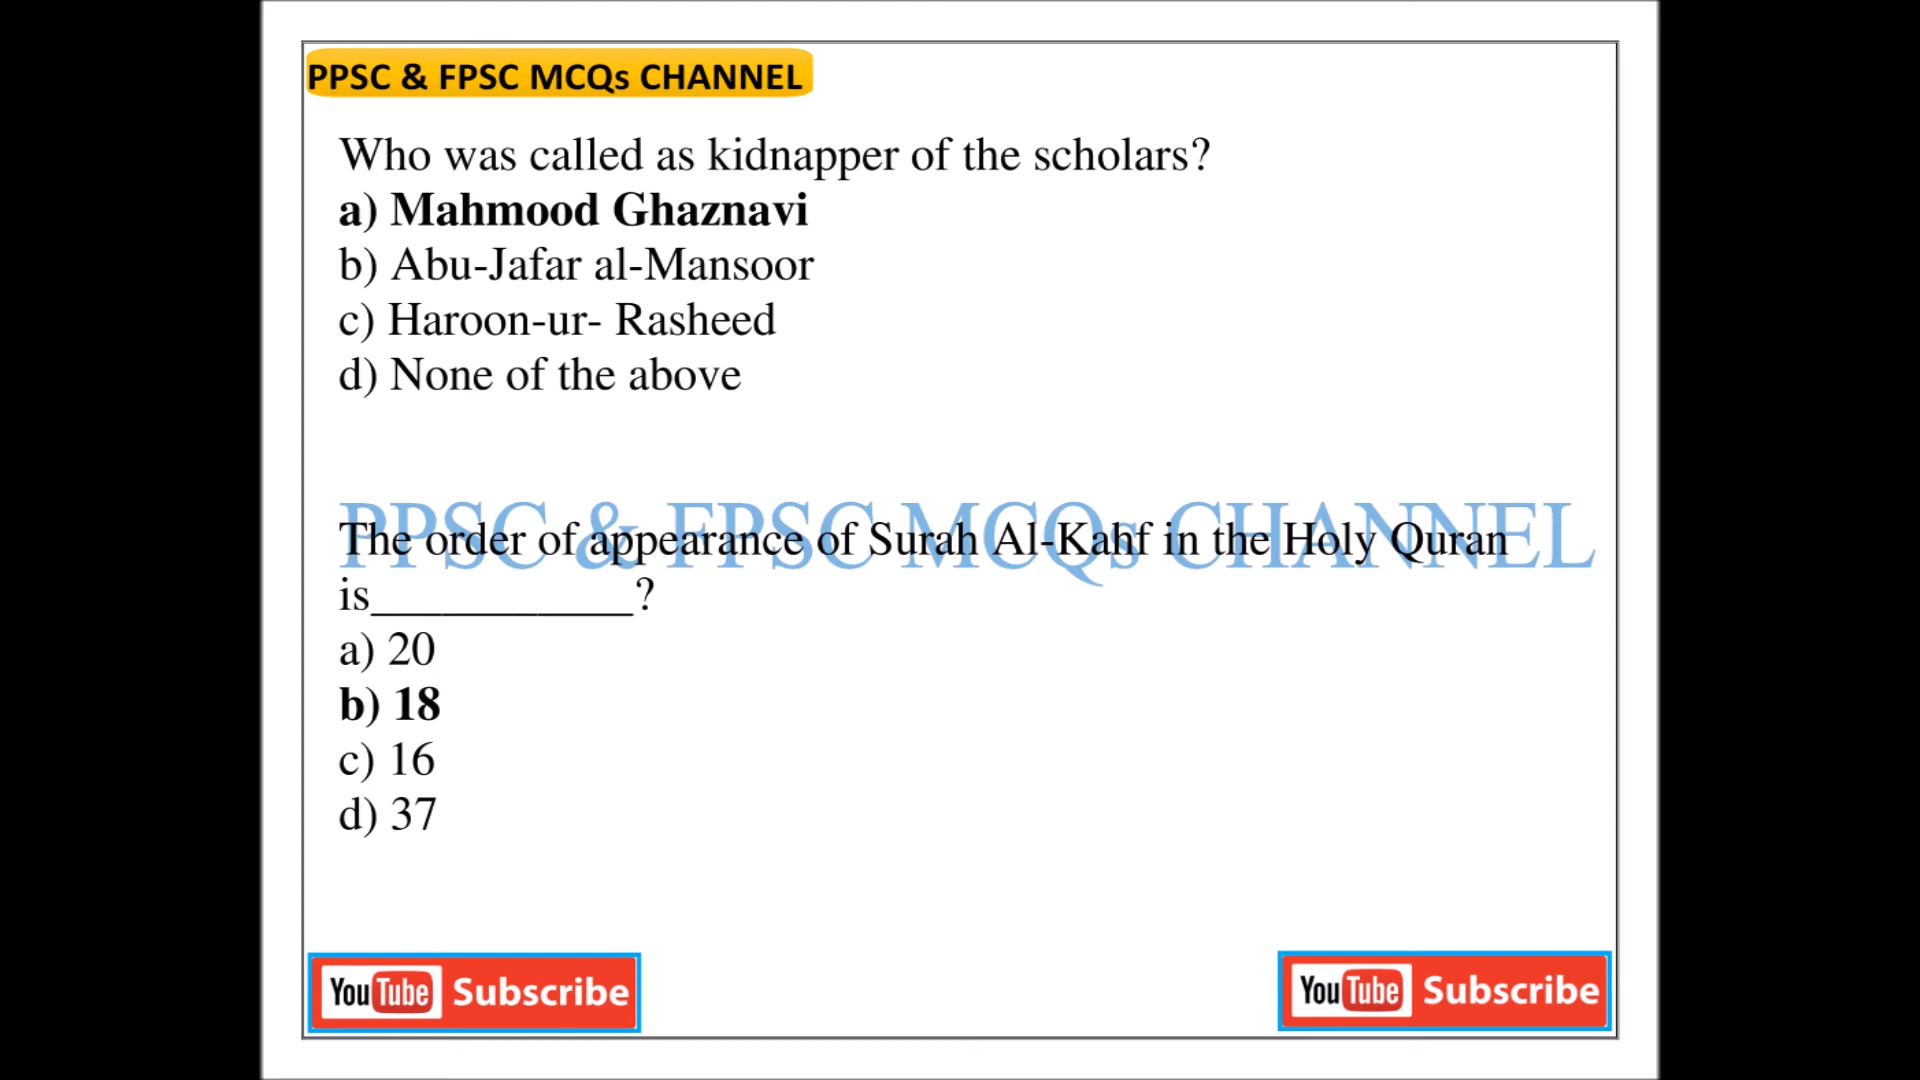 PPSC & FPSC MCQs CHANNEL
Who was called as kidnapper of the scholars?
a) Mahmood Ghaznavi
b) Abu-Jafar al-Mansoor
c) Haroon-ur- Rasheed
d) None of the above
PPSC & FPSC MCQs CHANNEL
The order of appearance of Surah Al-Kahf in the Holy Quran
is___________?
a) 20
b) 18
c) 16
d) 37
YouTube Subscribe
YouTube Subscribe